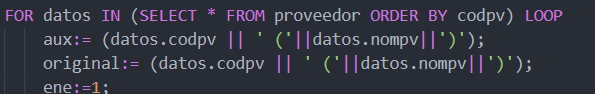 FOR datos IN (SELECT * FROM proveedor ORDER BY codpv) LOOP
    aux:= (datos.codpv || ' ('||datos.nompv||')');
    original:= (datos.codpv || ' ('||datos.nompv||')');
    ene:=1;